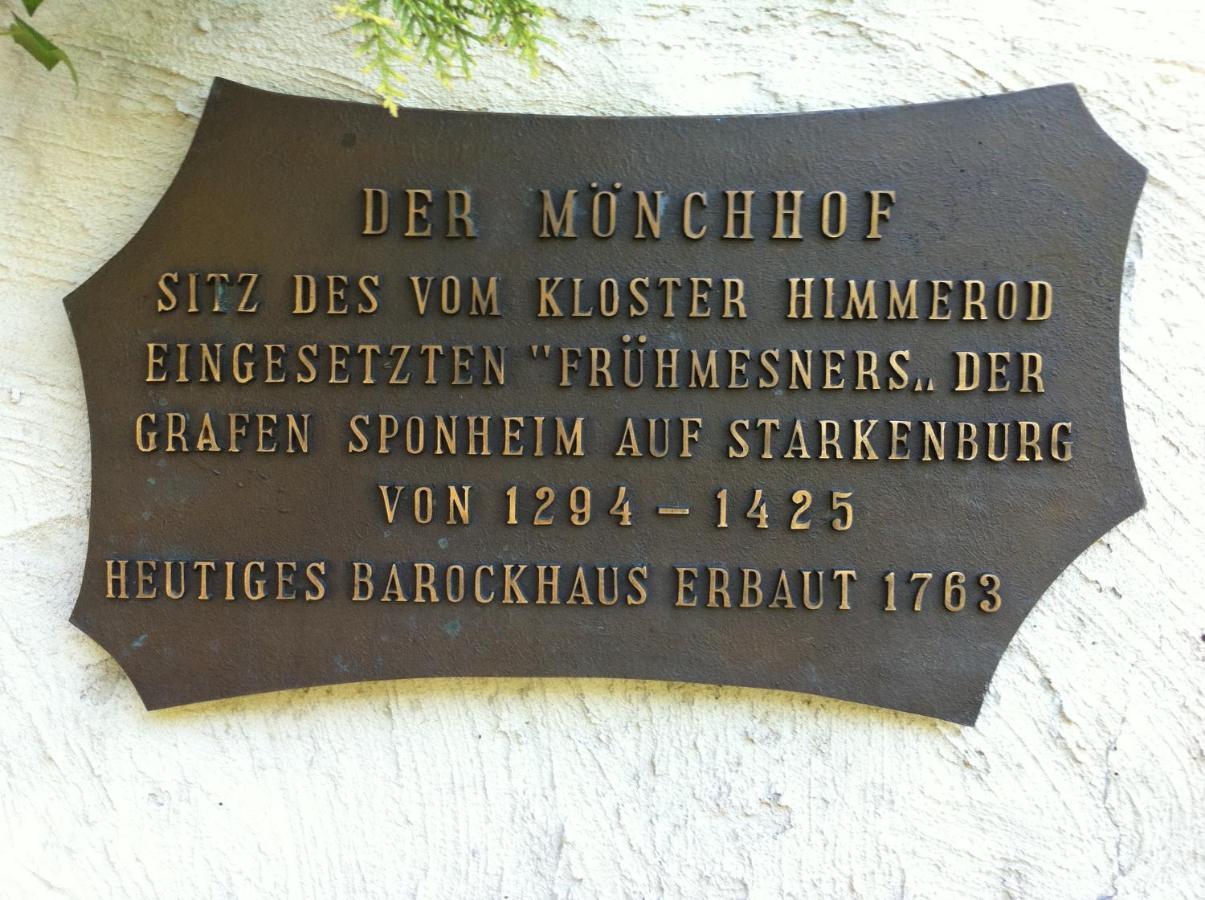 DER MÖNCHHOF
SITZ DES VOM KLOSTER HIMMEROD
EINGESETZTEN "FRÜHMESNERS„ DER
GRAFEN SPONHEIM AUF STARKENBURG
VON 1294 – 1425
HEUTIGES BAROCKHAUS ERBAUT 1763